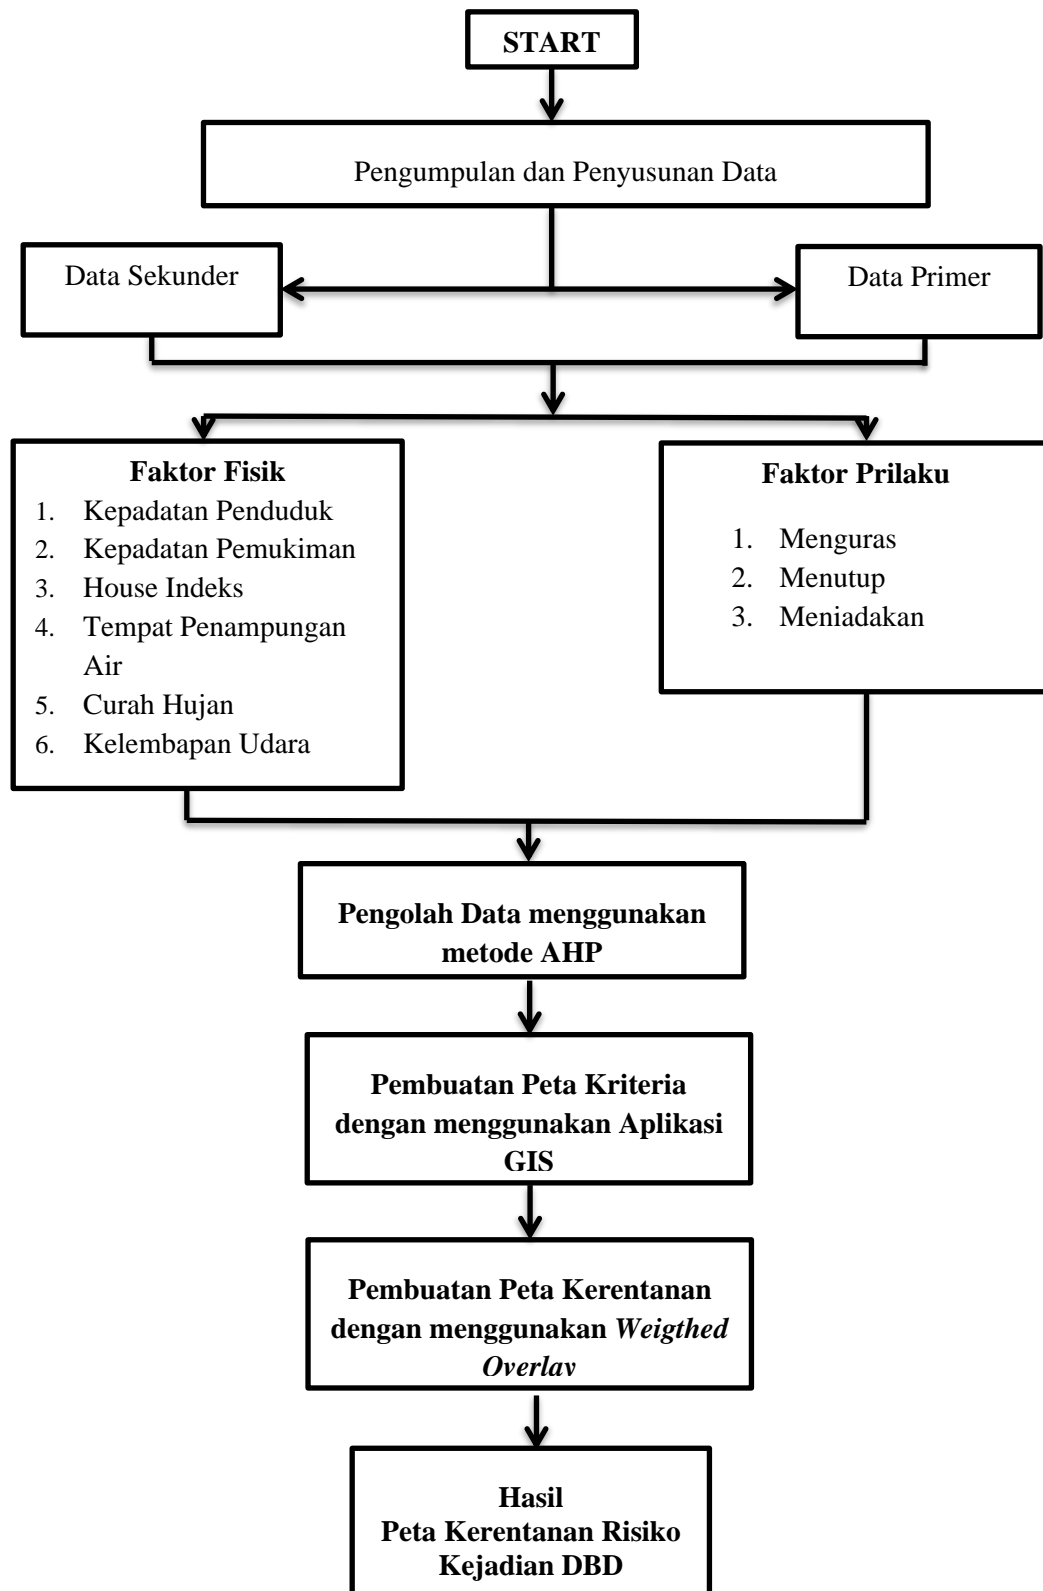 START
Pengumpulan dan Penyusunan Data
Data Sekunder
Data Primer
Faktor Fisik
1. Kepadatan Penduduk
2. Kepadatan Pemukiman
3. House Indeks
4. Tempat Penampungan
Air
5. Curah Hujan
6. Kelembapan Udara
Faktor Prilaku
1. Menguras
2. Menutup
3. Meniadakan
Pengolah Data menggunakan
metode AHP
Pembuatan Peta Kriteria
dengan menggunakan Aplikasi
GIS
Pembuatan Peta Kerentanan
dengan menggunakan Weigthed
Overlay
Hasil
Peta Kerentanan Risiko
Kejadian DBD